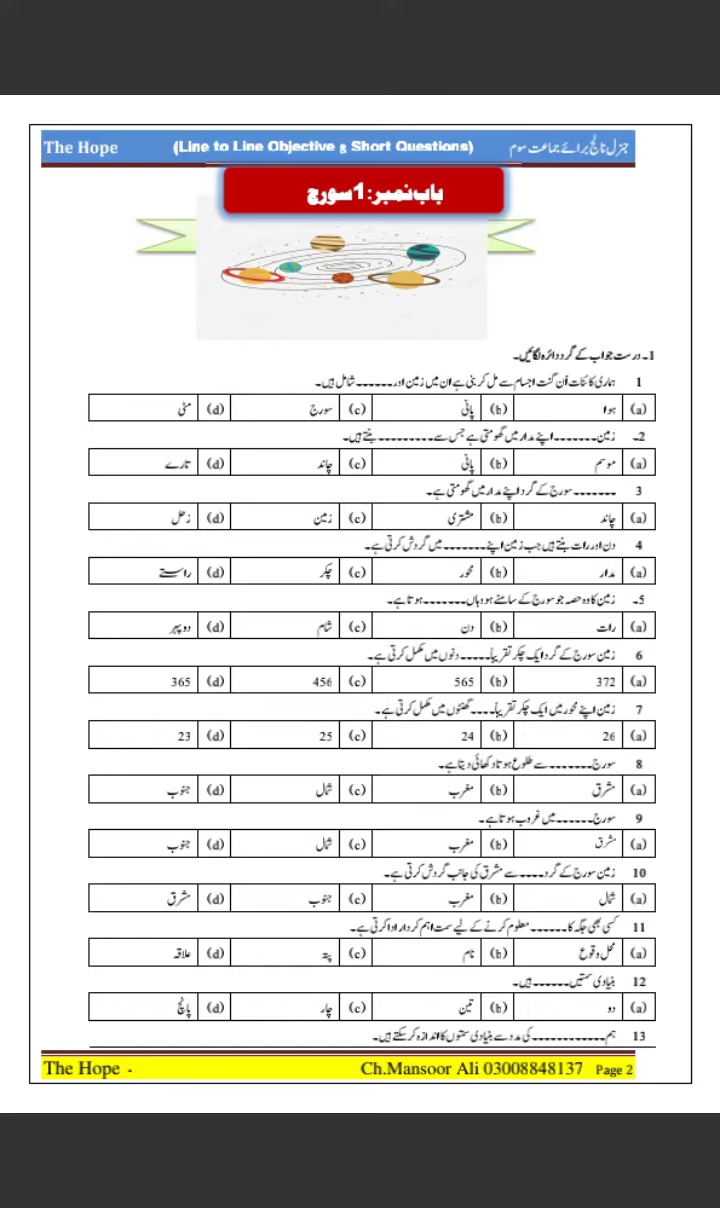 The Hope (Line to Line Objective & Short Questions) جنرل نالج برائے جماعت سوم
باب نمبر:1 سورج
1۔ درست جواب کے گرد دائرہ لگائیں۔
1 ہماری کائنات اَن گنت اجسام سے مل کر بنی ہے ان میں زمین اور۔۔۔۔۔۔ شامل ہیں۔
(a) ہوا (b) پانی (c) سورج (d) مٹی
2۔ زمین۔۔۔۔۔۔۔ اپنے مدار میں گھومتی ہے جس سے۔۔۔۔۔۔۔۔۔ بنتے ہیں۔
(a) موسم (b) پانی (c) چاند (d) تارے
3 ۔۔۔۔۔۔۔ سورج کے گرد اپنے مدار میں گھومتی ہے۔
(a) چاند (b) مشتری (c) زمین (d) زحل
4 دن اور رات بنتے ہیں جب زمین اپنے۔۔۔۔۔۔۔ میں گردش کرتی ہے۔
(a) مدار (b) محور (c) چکر (d) راستے
5۔ زمین کا وہ حصہ جو سورج کے سامنے ہو وہاں۔۔۔۔۔۔۔ہوتا ہے۔
(a) رات (b) دن (c) شام (d) دوپہر
6 زمین سورج کے گرد ایک چکر تقریباً۔۔۔۔۔ دنوں میں مکمل کرتی ہے۔
(a) 372 (b) 565 (c) 456 (d) 365
7 زمین اپنے محور میں ایک چکر تقریباً۔۔۔۔گھنٹوں میں مکمل کرتی ہے۔
(a) 26 (b) 24 (c) 25 (d) 23
8 سورج۔۔۔۔۔۔۔ سے طلوع ہوتا دکھائی دیتا ہے۔
(a) مشرق (b) مغرب (c) شمال (d) جنوب
9 سورج۔۔۔۔۔۔ میں غروب ہوتا ہے۔
(a) مشرق (b) مغرب (c) شمال (d) جنوب
10 زمین سورج کے گرد۔۔۔۔ سے مشرق کی جانب گردش کرتی ہے۔
(a) شمال (b) مغرب (c) جنوب (d) مشرق
11 کسی بھی جگہ کا۔۔۔۔۔۔ معلوم کرنے کے لیے سمت اہم کردار ادا کرتی ہے۔
(a) محل وقوع (b) نام (c) پتہ (d) علاقہ
12 بنیادی سمتیں۔۔۔۔۔۔ ہیں۔
(a) دو (b) تین (c) چار (d) پانچ
13 ہم۔۔۔۔۔۔۔۔۔۔۔۔کی مدد سے بنیادی سمتوں کا اندازہ کر سکتے ہیں۔
The Hope - Ch.Mansoor Ali 03008848137 Page 2